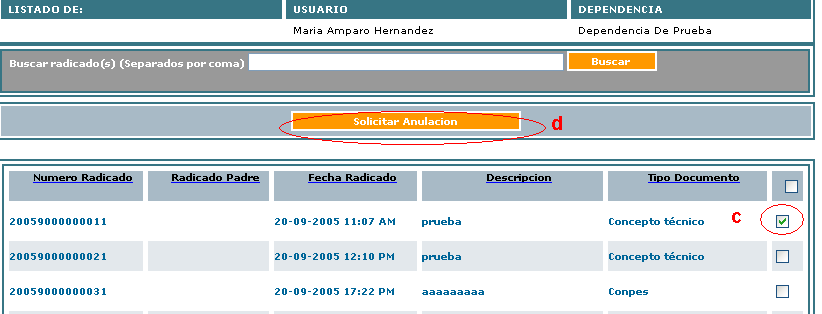 LISTADO DE: USUARIO DEPENDENCIA
Maria Amparo Hernandez Dependencia De Prueba
Buscar radicado(s) (Separados por coma) Buscar
Solicitar Anulacion d
Numero Radicado Radicado Padre Fecha Radicado Descripcion Tipo Documento
20059000000011 20-09-2005 11:07 AM prueba Concepto técnico c
20059000000021 20-09-2005 12:10 PM prueba Concepto técnico
20059000000031 20-09-2005 17:22 PM aaaaaaaaa Conpes